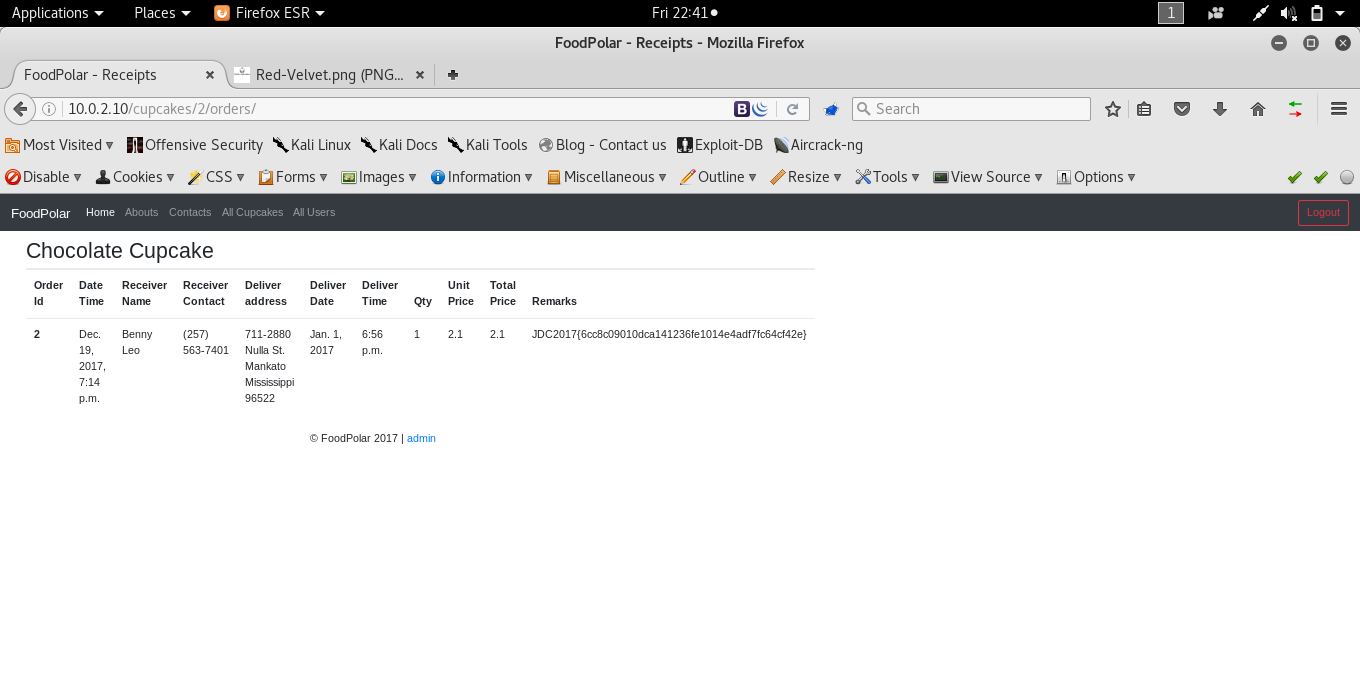 Applications Places Firefox ESR Fri 22:41 1
FoodPolar - Receipts - Mozilla Firefox
FoodPolar - Receipts Red-Velvet.png (PNG...
10.0.2.10/cupcakes/2/orders/ B Search
Most Visited Offensive Security Kali Linux Kali Docs Kali Tools Blog - Contact us Exploit-DB Aircrack-ng
Disable Cookies CSS Forms Images Information Miscellaneous Outline Resize Tools View Source Options
FoodPolar Home Abouts Contacts All Cupcakes All Users Logout
Chocolate Cupcake
Order Date Receiver Receiver Deliver Deliver Deliver Unit Total
Id Time Name Contact address Date Time Qty Price Price Remarks
2 Dec. Benny (257) 711-2880 Jan. 1, 6:56 1 2.1 2.1 JDC2017{6cc8c09010dca141236fe1014e4adf7fc64cf42e}
19, Leo 563-7401 Nulla St. 2017 p.m.
2017, Mankato
7:14 Mississippi
p.m. 96522
© FoodPolar 2017 | admin